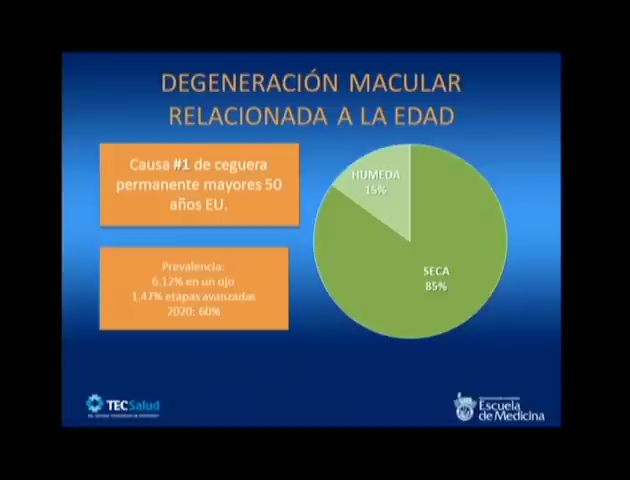 DEGENERACIÓN MACULAR
RELACIONADA A LA EDAD
Causa #1 de ceguera
permanente mayores 50
años EU.
Prevalencia:
6.12% en un ojo
1.47% etapas avanzadas
2020: 60%
HUMEDA
15%
SECA
85%
TECSalud
Escuela
de Medicina